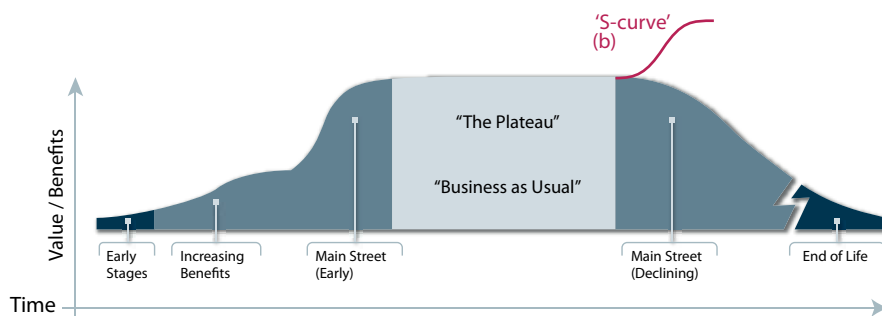 'S-curve'
(b)
Value / Benefits
“The Plateau”
“Business as Usual”
Early
Stages
Increasing
Benefits
Main Street
(Early)
Main Street
(Declining)
End of Life
Time